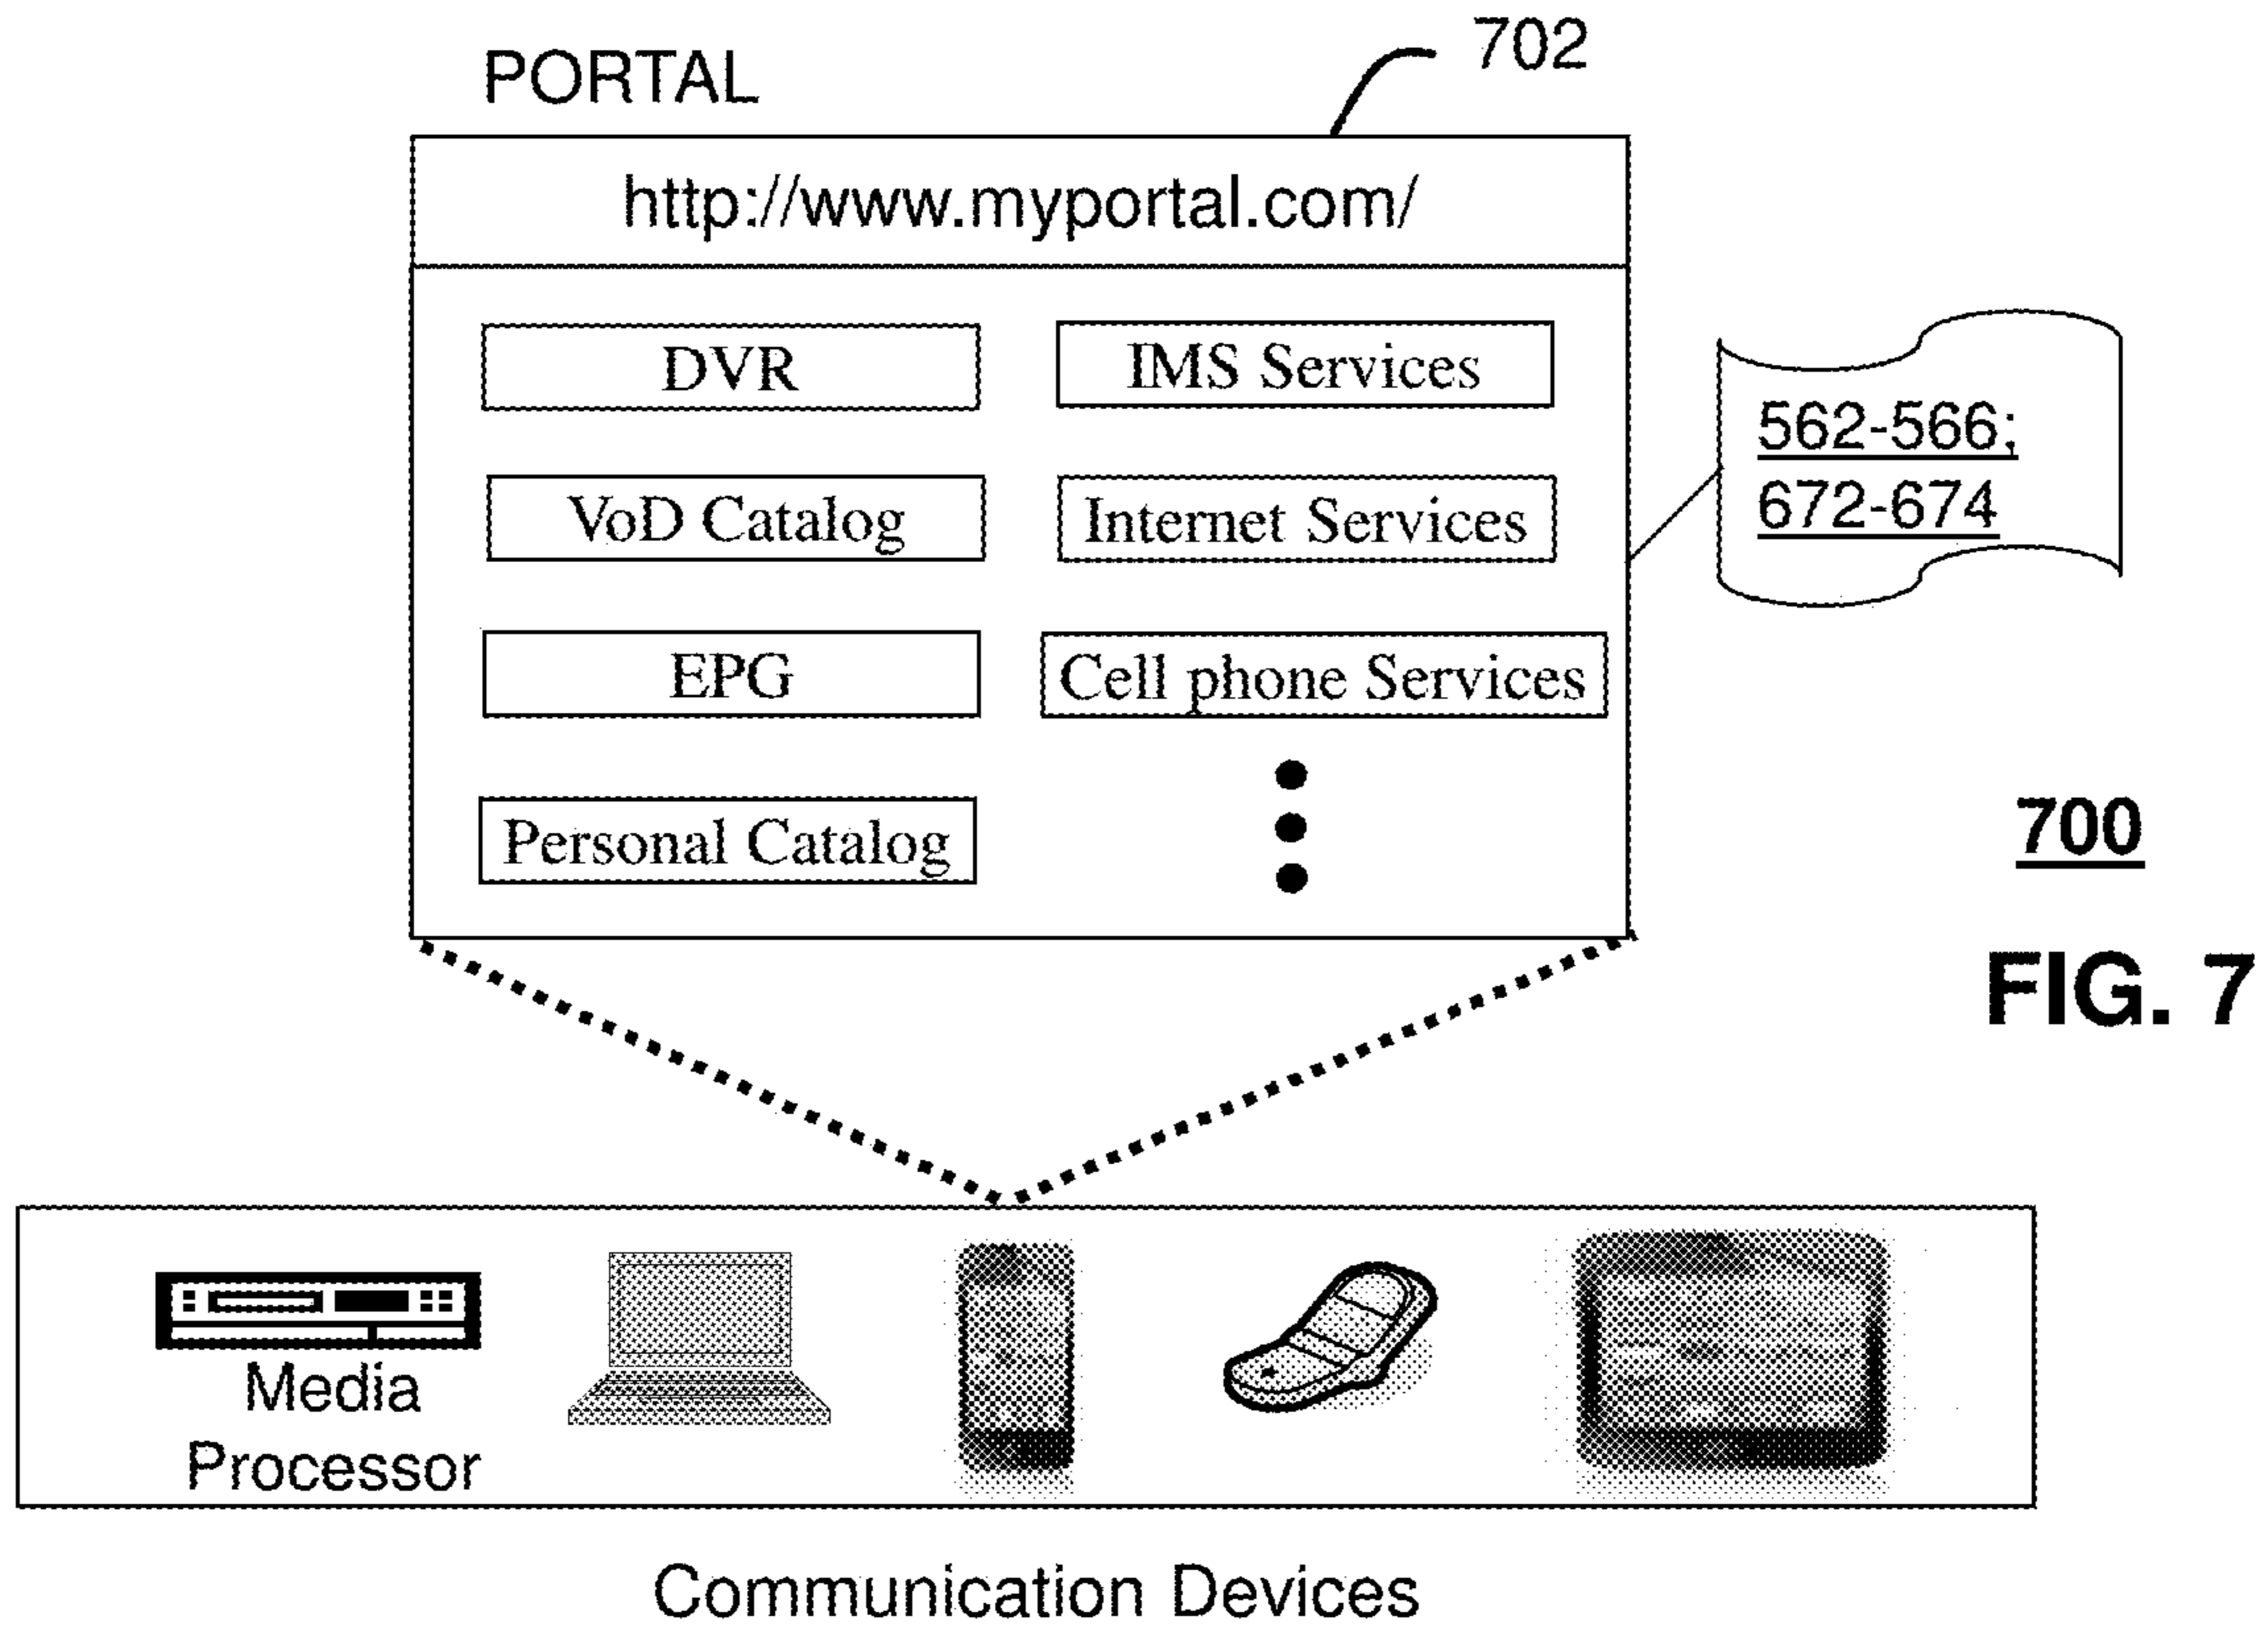 702
PORTAL
http://www.myportal.com/
DVR
IMS Services
562-566;
672-674
VoD Catalog
Internet Services
EPG
Cell phone Services
Personal Catalog
700
FIG. 7
Media
Processor
Communication Devices